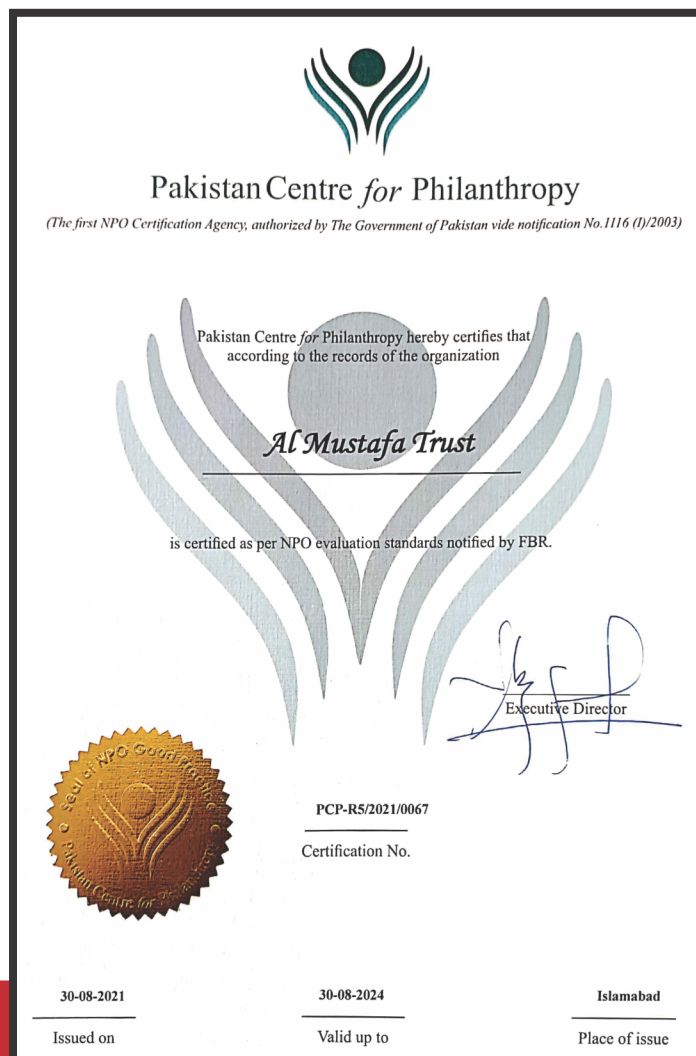 Pakistan Centre for Philanthropy
(The first NPO Certification Agency, authorized by The Government of Pakistan vide notification No.1116 (I)/2003)
Pakistan Centre for Philanthropy hereby certifies that
according to the records of the organization
Al Mustafa Trust
is certified as per NPO evaluation standards notified by FBR.
Executive Director
Seal of NPO Good Practice
Pakistan Centre for Philanthropy
PCP-R5/2021/0067
Certification No.
30-08-2021
Issued on
30-08-2024
Valid up to
Islamabad
Place of issue